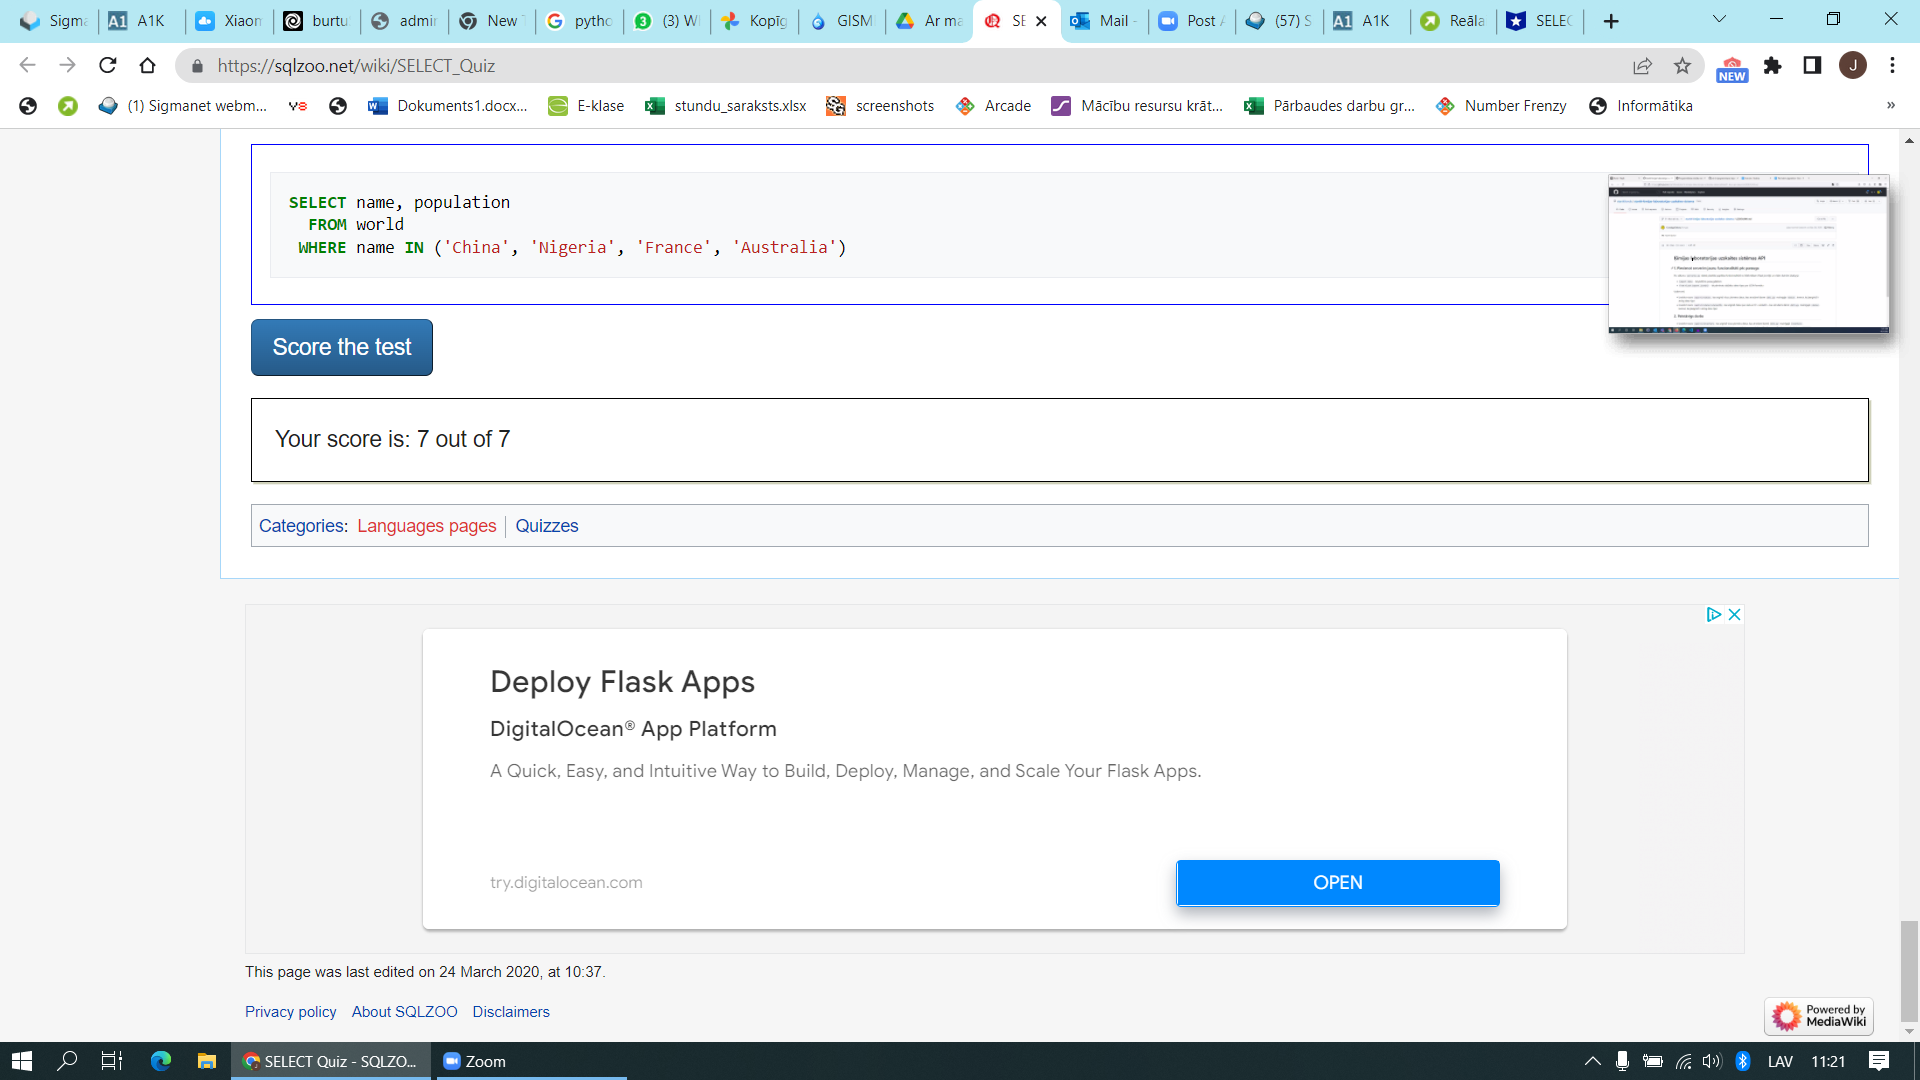 Sigma A1K Xiaon burtu admir New T pytho (3) W Kopīg GISM Ar ma SE Mail - Post A (57) S A1K Reāla SELEC
https://sqlzoo.net/wiki/SELECT_Quiz NEW J
(1) Sigmanet webm... Dokuments1.docx... E-klase stundu_saraksts.xlsx screenshots Arcade Mācību resursu krāt... Pārbaudes darbu gr... Number Frenzy Informātika »
SELECT name, population
FROM world
WHERE name IN ('China', 'Nigeria', 'France', 'Australia')
Score the test
Your score is: 7 out of 7
Categories: Languages pages Quizzes
Deploy Flask Apps
DigitalOcean® App Platform
A Quick, Easy, and Intuitive Way to Build, Deploy, Manage, and Scale Your Flask Apps.
try.digitalocean.com OPEN
This page was last edited on 24 March 2020, at 10:37.
Privacy policy About SQLZOO Disclaimers
Powered by
MediaWiki
SELECT Quiz - SQLZO... Zoom LAV 11:21